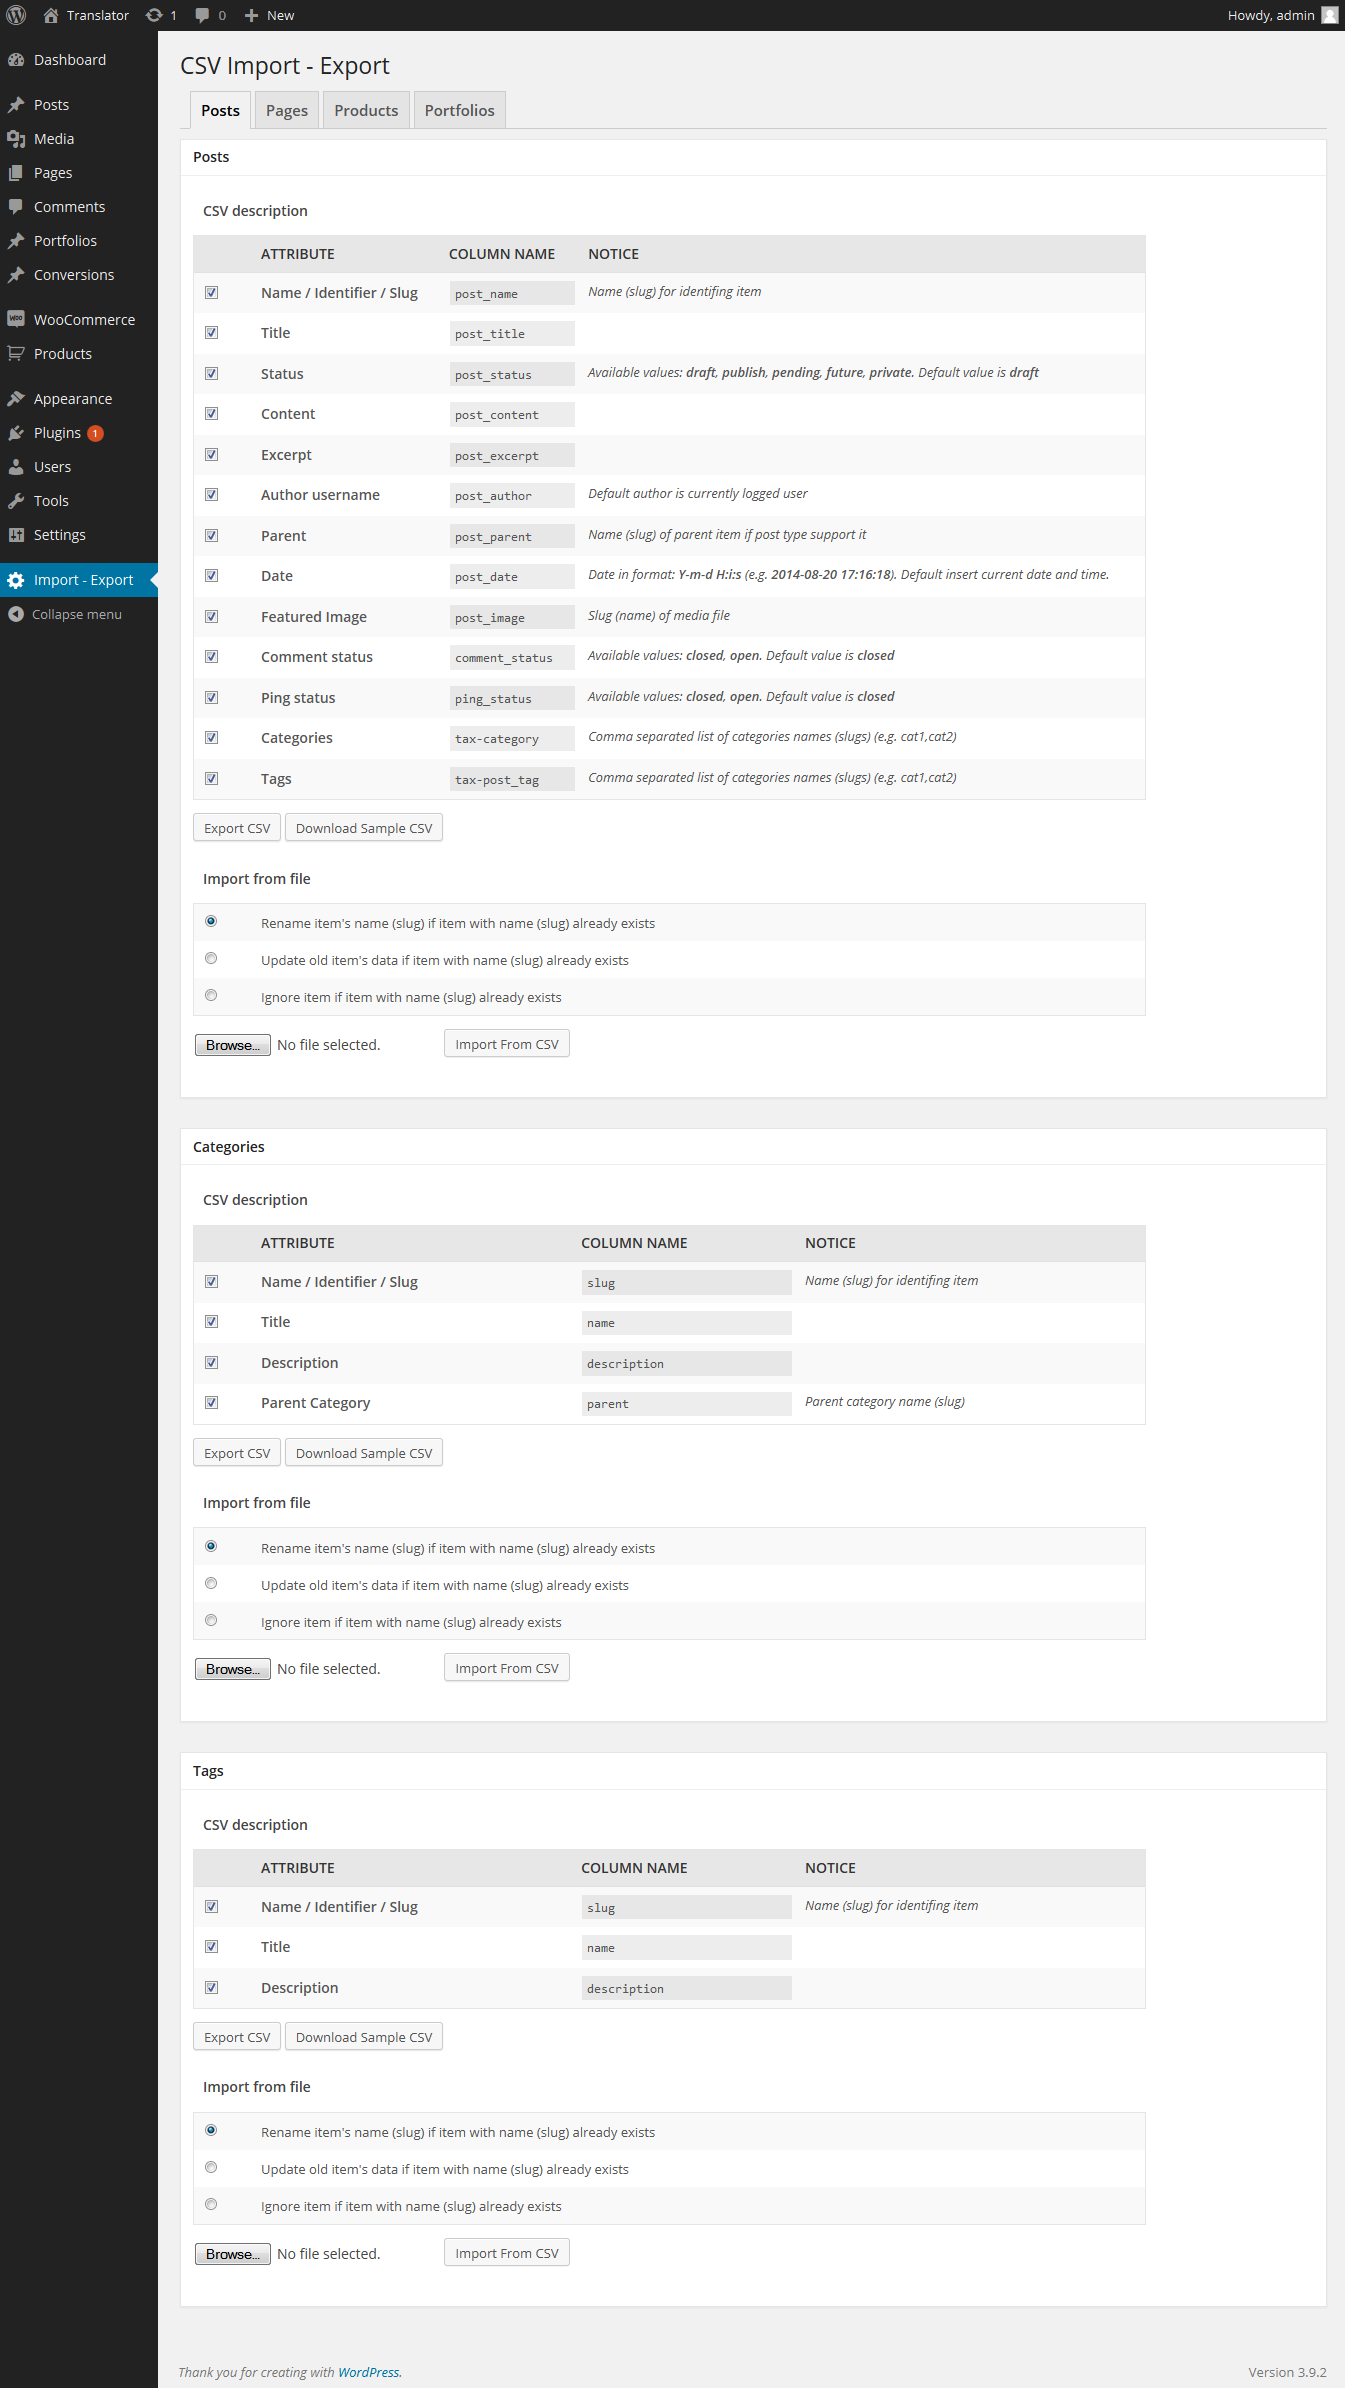 Translator 1 0 New Howdy, admin
Dashboard
Posts
Media
Pages
Comments
Portfolios
Conversions
WooCommerce
Products
Appearance
Plugins 1
Users
Tools
Settings
Import - Export
Collapse menu
CSV Import - Export
Posts Pages Products Portfolios
Posts
CSV description
ATTRIBUTE COLUMN NAME NOTICE
Name / Identifier / Slug post_name Name (slug) for identifing item
Title post_title
Status post_status Available values: draft, publish, pending, future, private. Default value is draft
Content post_content
Excerpt post_excerpt
Author username post_author Default author is currently logged user
Parent post_parent Name (slug) of parent item if post type support it
Date post_date Date in format: Y-m-d H:i:s (e.g. 2014-08-20 17:16:18). Default insert current date and time.
Featured Image post_image Slug (name) of media file
Comment status comment_status Available values: closed, open. Default value is closed
Ping status ping_status Available values: closed, open. Default value is closed
Categories tax-category Comma separated list of categories names (slugs) (e.g. cat1,cat2)
Tags tax-post_tag Comma separated list of categories names (slugs) (e.g. cat1,cat2)
Export CSV Download Sample CSV
Import from file
Rename item's name (slug) if item with name (slug) already exists
Update old item's data if item with name (slug) already exists
Ignore item if item with name (slug) already exists
Browse... No file selected. Import From CSV
Categories
CSV description
ATTRIBUTE COLUMN NAME NOTICE
Name / Identifier / Slug slug Name (slug) for identifing item
Title name
Description description
Parent Category parent Parent category name (slug)
Export CSV Download Sample CSV
Import from file
Rename item's name (slug) if item with name (slug) already exists
Update old item's data if item with name (slug) already exists
Ignore item if item with name (slug) already exists
Browse... No file selected. Import From CSV
Tags
CSV description
ATTRIBUTE COLUMN NAME NOTICE
Name / Identifier / Slug slug Name (slug) for identifing item
Title name
Description description
Export CSV Download Sample CSV
Import from file
Rename item's name (slug) if item with name (slug) already exists
Update old item's data if item with name (slug) already exists
Ignore item if item with name (slug) already exists
Browse... No file selected. Import From CSV
Thank you for creating with WordPress. Version 3.9.2